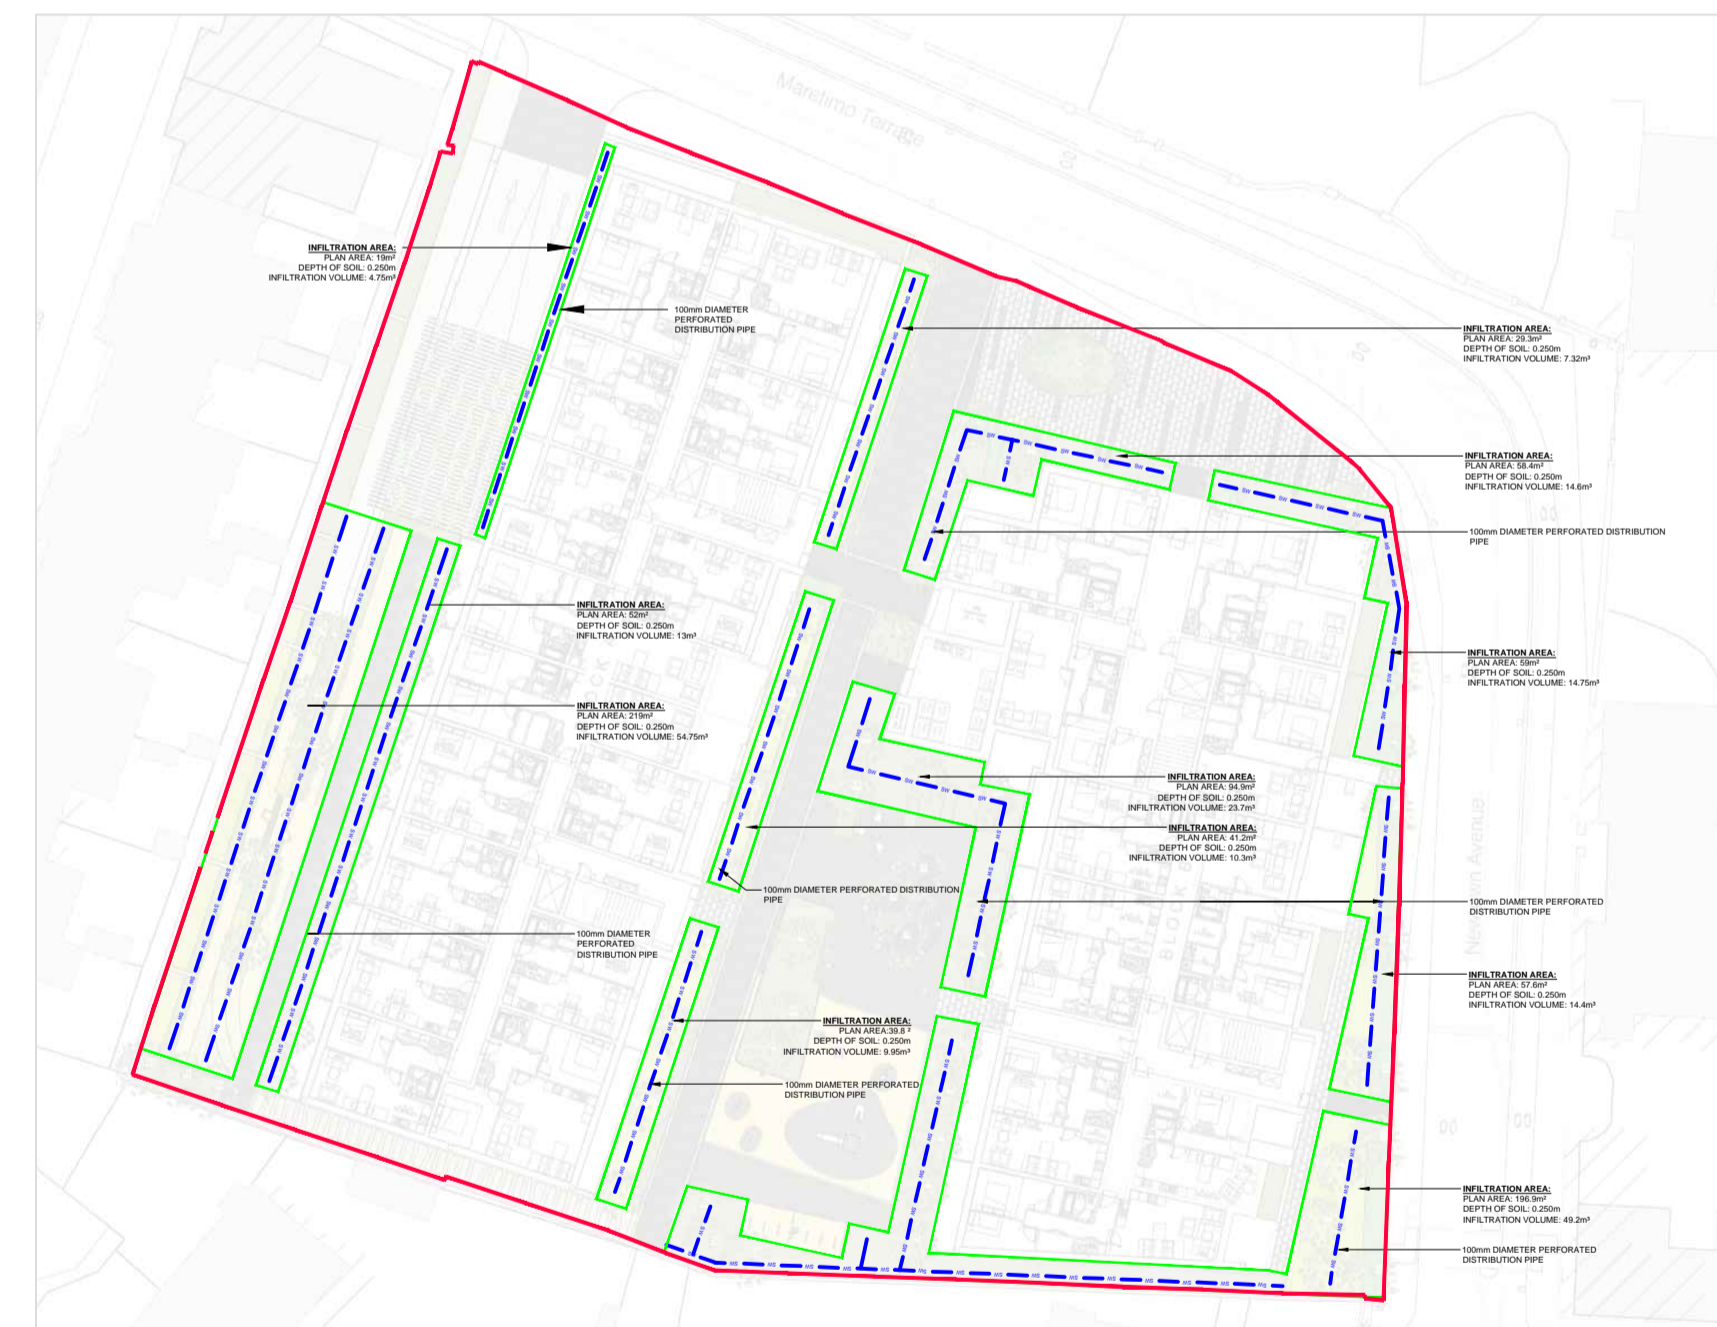 Maretimo Terrace
INFILTRATION AREA:
PLAN AREA: 19m²
DEPTH OF SOIL: 0.250m
INFILTRATION VOLUME: 4.75m³
100mm DIAMETER
PERFORATED
DISTRIBUTION PIPE
INFILTRATION AREA:
PLAN AREA: 29.3m²
DEPTH OF SOIL: 0.250m
INFILTRATION VOLUME: 7.32m³
INFILTRATION AREA:
PLAN AREA: 58.4m²
DEPTH OF SOIL: 0.250m
INFILTRATION VOLUME: 14.6m³
100mm DIAMETER PERFORATED DISTRIBUTION
PIPE
INFILTRATION AREA:
PLAN AREA: 52m²
DEPTH OF SOIL: 0.250m
INFILTRATION VOLUME: 13m³
INFILTRATION AREA:
PLAN AREA: 59m²
DEPTH OF SOIL: 0.250m
INFILTRATION VOLUME: 14.75m³
INFILTRATION AREA:
PLAN AREA: 219m²
DEPTH OF SOIL: 0.250m
INFILTRATION VOLUME: 54.75m³
INFILTRATION AREA:
PLAN AREA: 94.9m²
DEPTH OF SOIL: 0.250m
INFILTRATION VOLUME: 23.7m³
INFILTRATION AREA:
PLAN AREA: 41.2m²
DEPTH OF SOIL: 0.250m
INFILTRATION VOLUME: 10.3m³
Newtown Avenue
100mm DIAMETER PERFORATED DISTRIBUTION
PIPE
100mm DIAMETER PERFORATED
DISTRIBUTION PIPE
100mm DIAMETER
PERFORATED
DISTRIBUTION PIPE
INFILTRATION AREA:
PLAN AREA: 57.6m²
DEPTH OF SOIL: 0.250m
INFILTRATION VOLUME: 14.4m³
INFILTRATION AREA:
PLAN AREA:39.8 ²
DEPTH OF SOIL: 0.250m
INFILTRATION VOLUME: 9.95m³
100mm DIAMETER PERFORATED
DISTRIBUTION PIPE
INFILTRATION AREA:
PLAN AREA: 196.9m²
DEPTH OF SOIL: 0.250m
INFILTRATION VOLUME: 49.2m³
100mm DIAMETER PERFORATED
DISTRIBUTION PIPE